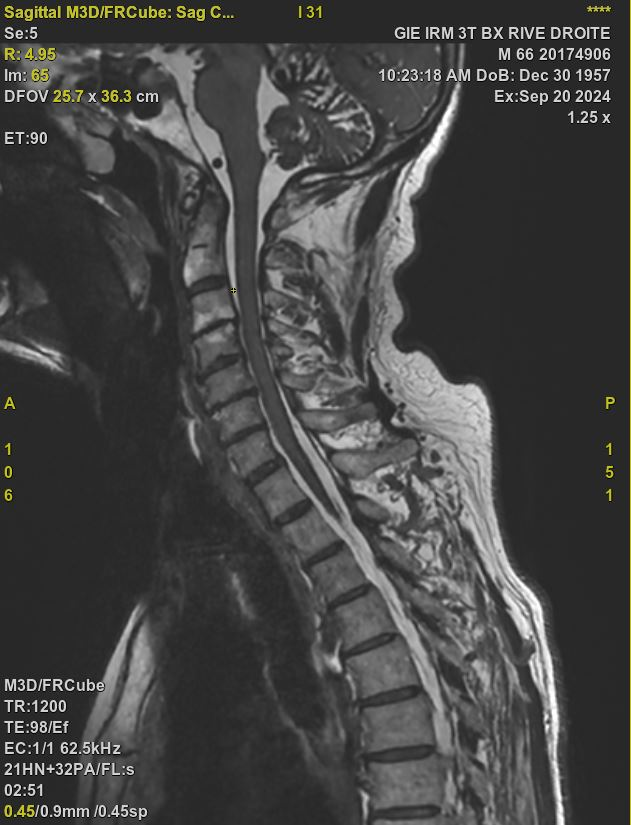 Sagittal M3D/FRCube: Sag C...
I 31
****
Se:5
GIE IRM 3T BX RIVE DROITE
R: 4.95
M 66 20174906
Im: 65
10:23:18 AM DoB: Dec 30 1957
DFOV 25.7 x 36.3 cm
Ex:Sep 20 2024
1.25 x
ET:90
A
P
1
1
0
5
6
1
M3D/FRCube
TR:1200
TE:98/Ef
EC:1/1 62.5kHz
21HN+32PA/FL:s
02:51
0.45/0.9mm /0.45sp